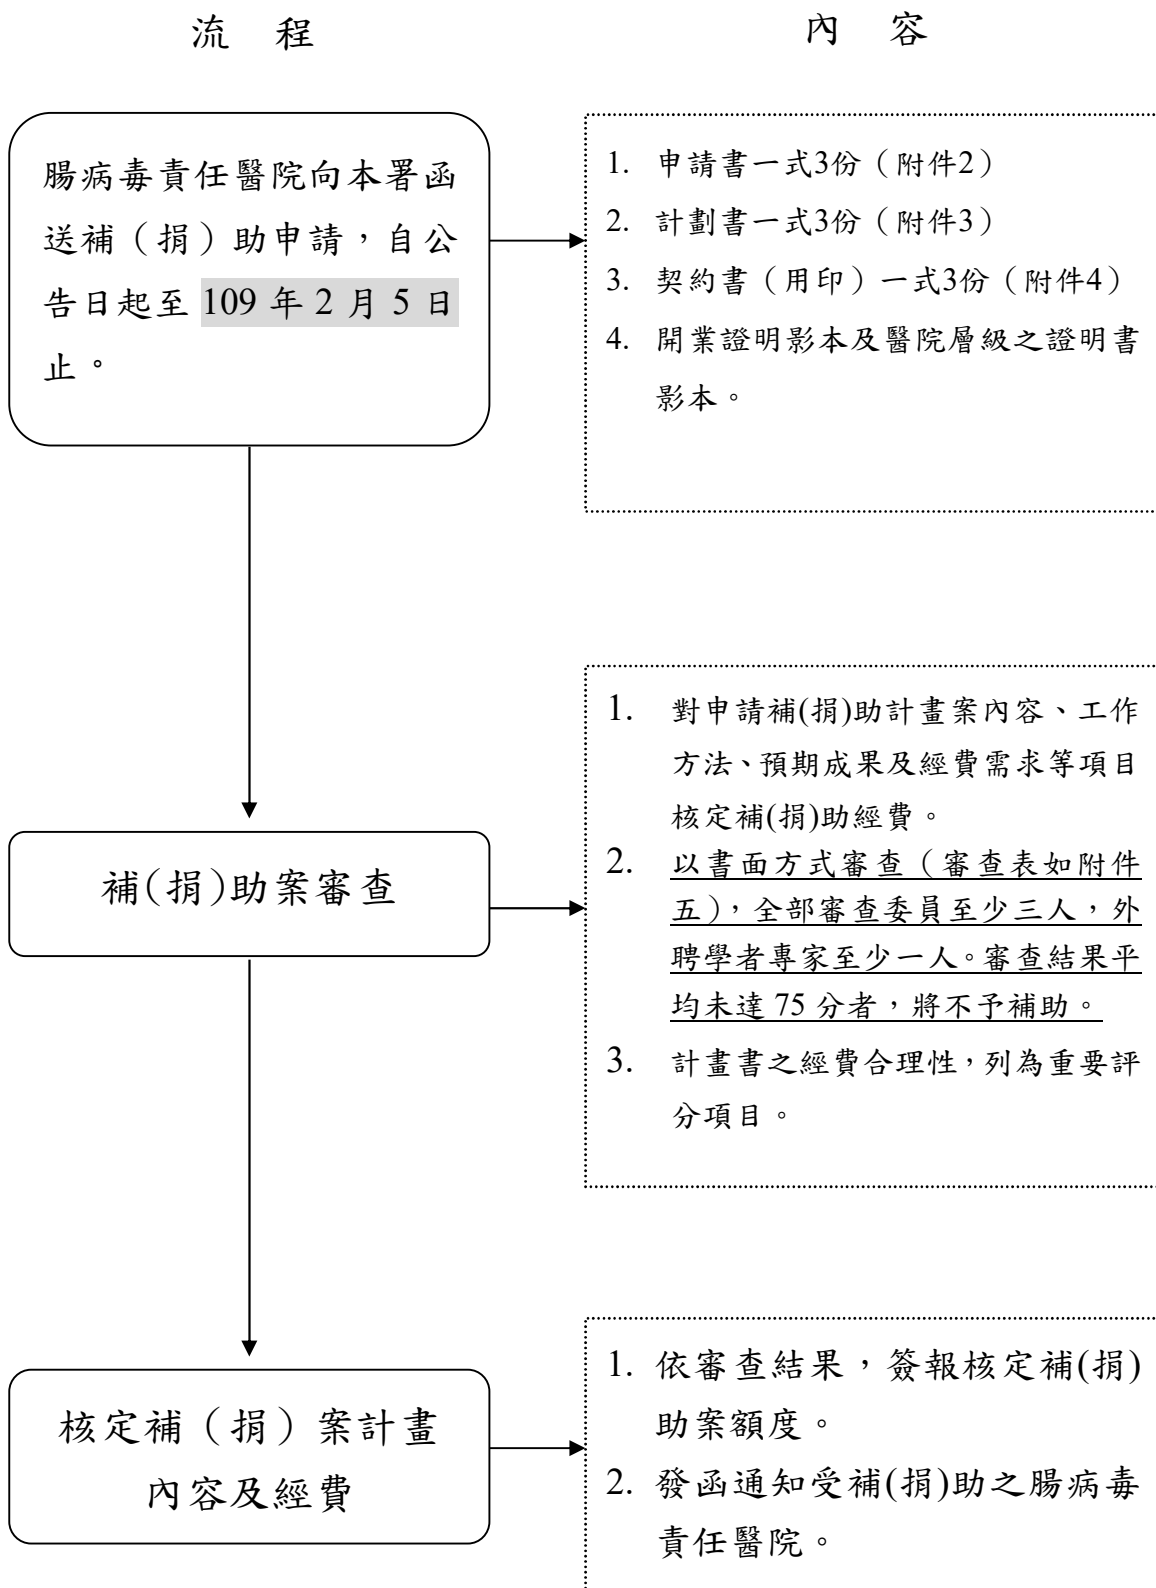 流 程
內 容
腸病毒責任醫院向本署函
送補（捐）助申請，自公
告日起至 109 年 2 月 5 日
止。
1. 申請書一式3份（附件2）
2. 計劃書一式3份（附件3）
3. 契約書（用印）一式3份（附件4）
4. 開業證明影本及醫院層級之證明書
影本。
補(捐)助案審查
1. 對申請補(捐)助計畫案內容、工作
方法、預期成果及經費需求等項目
核定補(捐)助經費。
2. 以書面方式審查（審查表如附件
五），全部審查委員至少三人，外
聘學者專家至少一人。審查結果平
均未達 75 分者，將不予補助。
3. 計畫書之經費合理性，列為重要評
分項目。
核定補（捐）案計畫
內容及經費
1. 依審查結果，簽報核定補(捐)
助案額度。
2. 發函通知受補(捐)助之腸病毒
責任醫院。